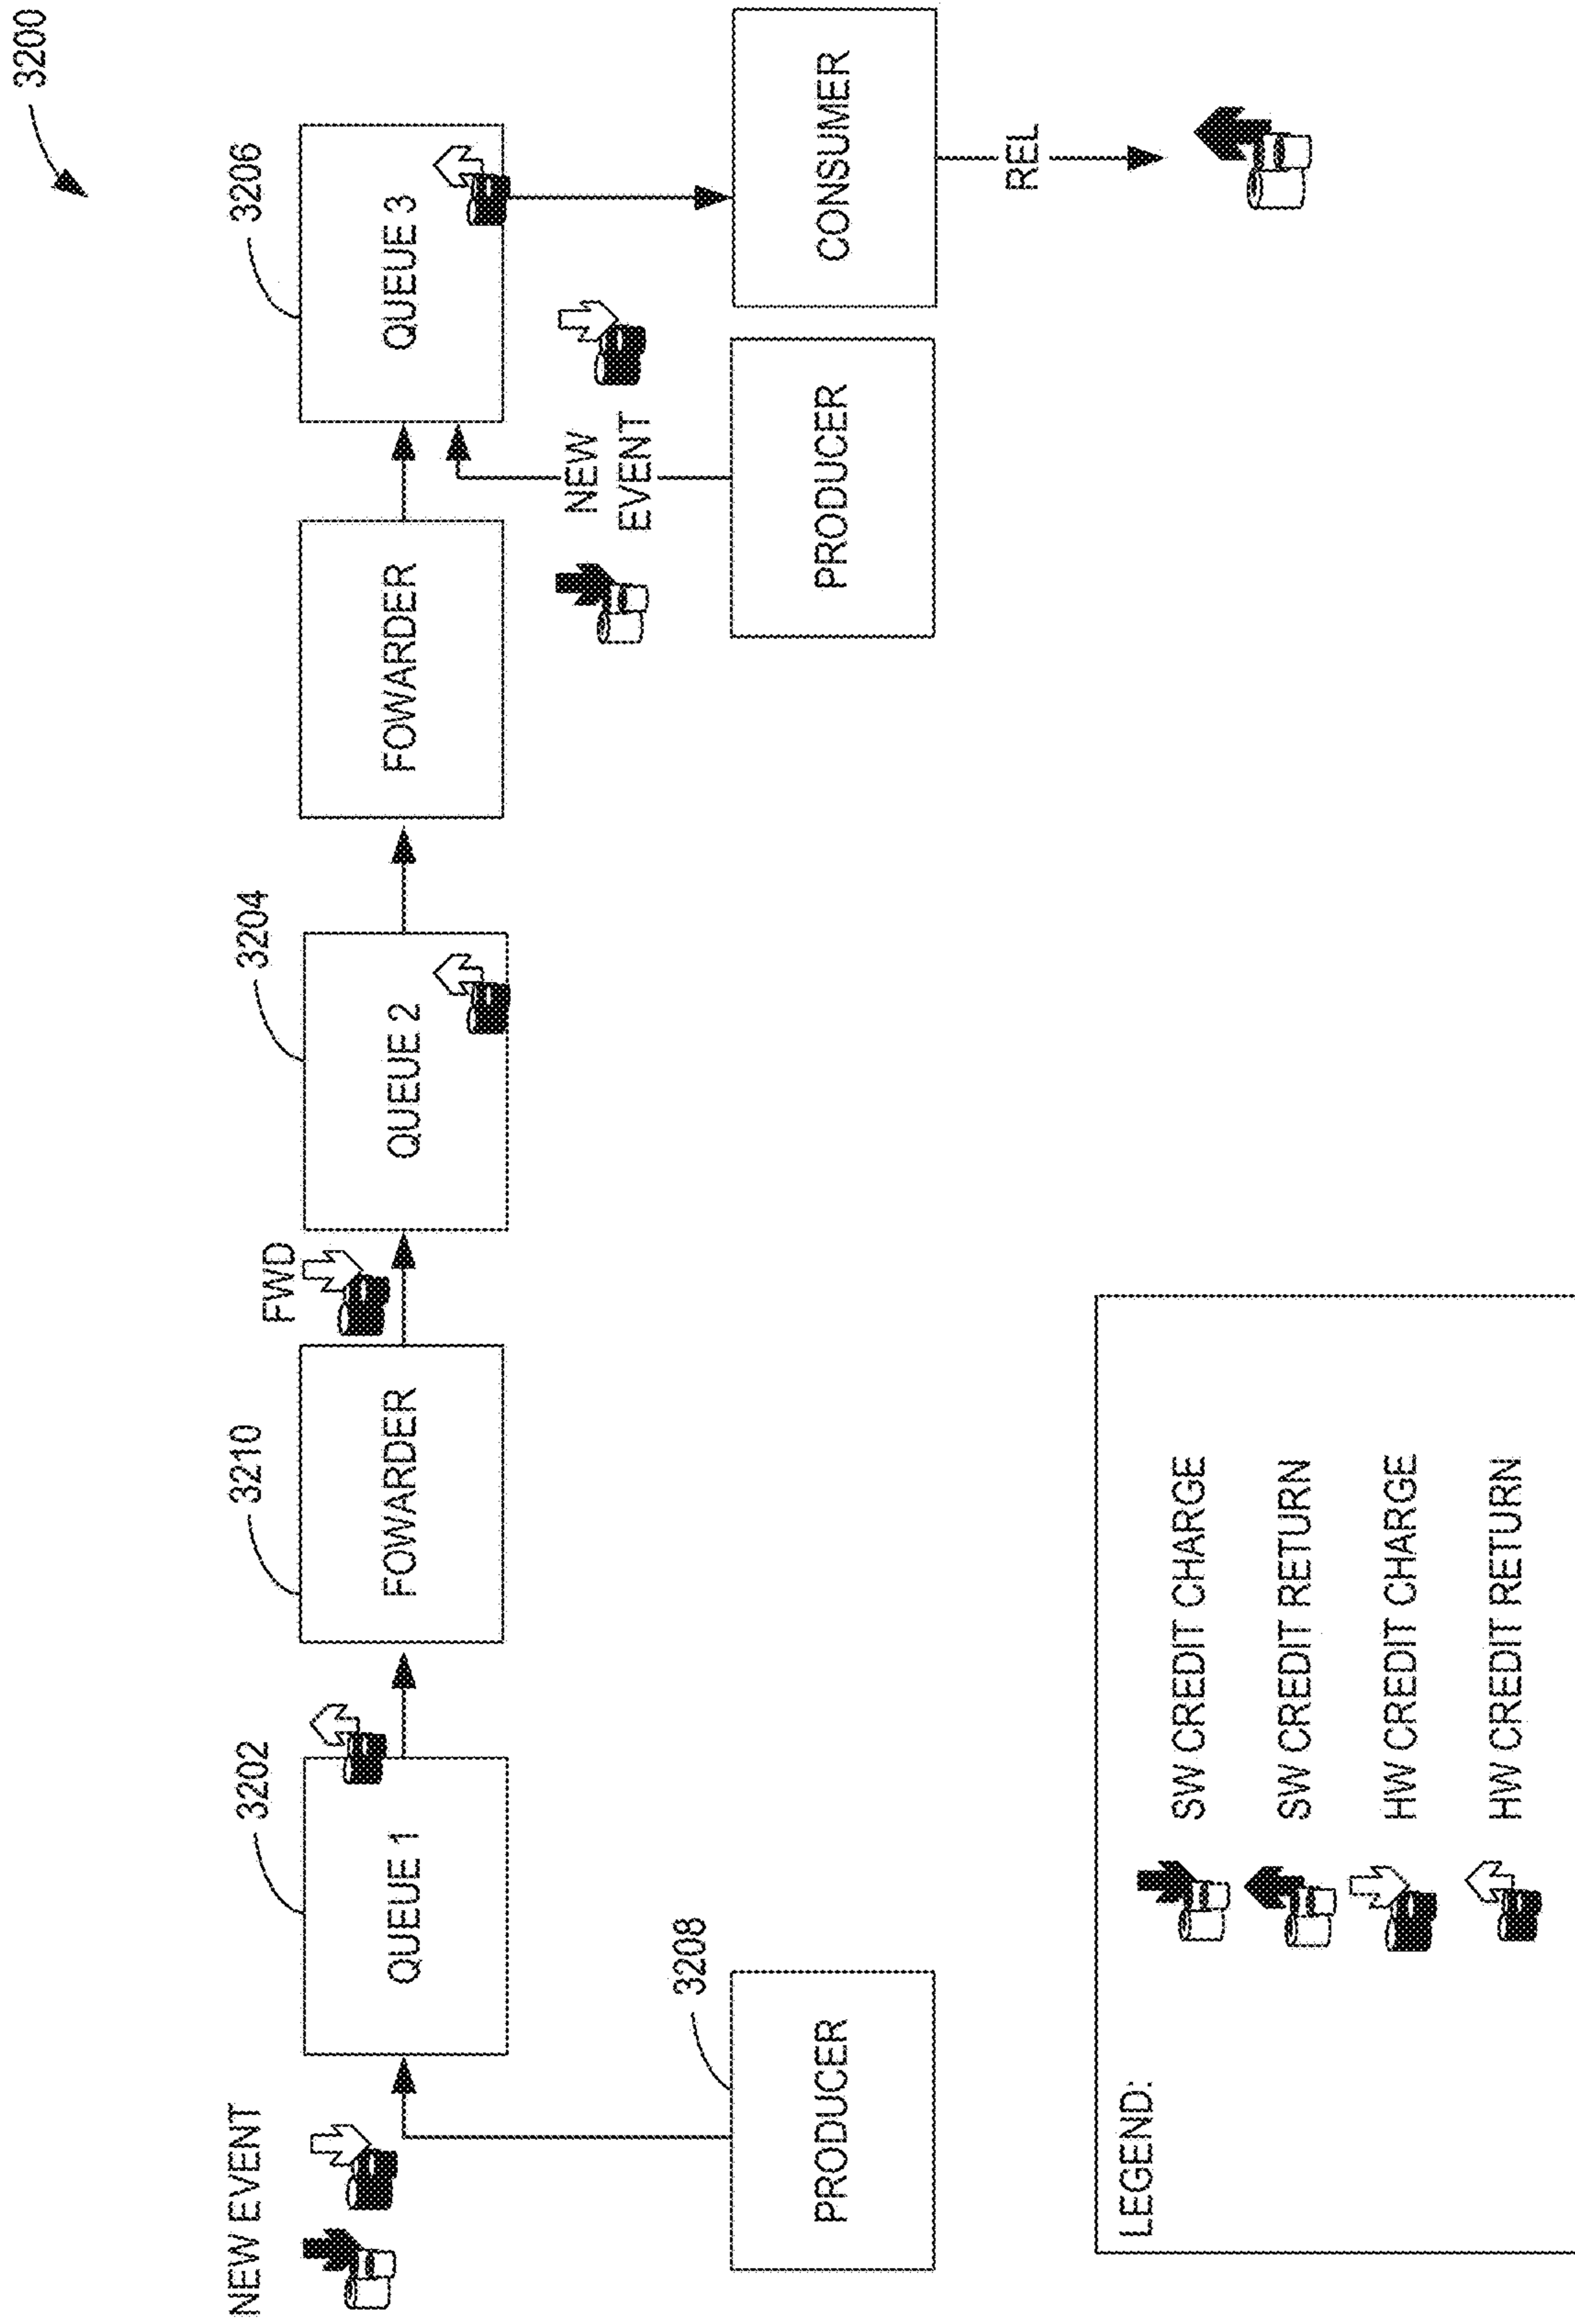 3200
3202
3210
3204
3206
NEW EVENT
FWD
QUEUE 1
FOWARDER
QUEUE 2
FOWARDER
QUEUE 3
NEW
EVENT
3208
PRODUCER
PRODUCER
CONSUMER
REL
LEGEND:
SW CREDIT CHARGE
SW CREDIT RETURN
HW CREDIT CHARGE
HW CREDIT RETURN